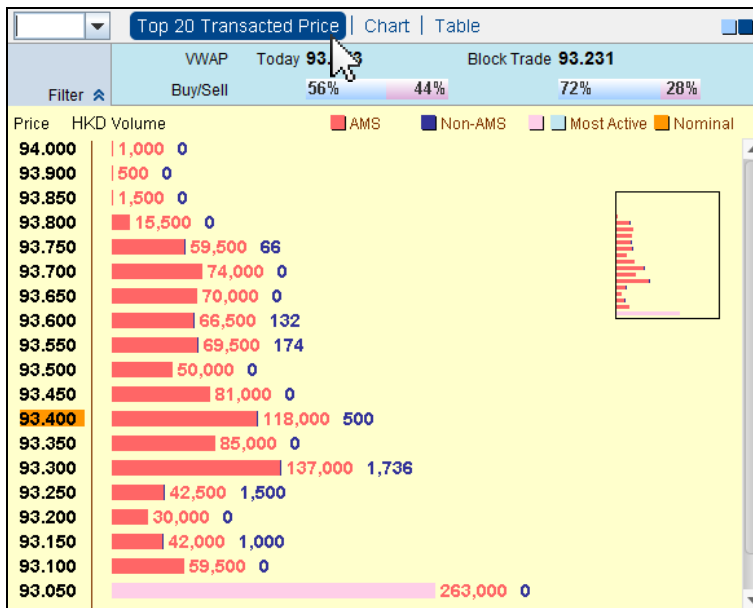 Top 20 Transacted Price | Chart | Table
VWAP Today Block Trade 93.231
Filter Buy/Sell 56% 44% 72% 28%
Price HKD Volume AMS Non-AMS Most Active Nominal
94.000 1,000 0
93.900 500 0
93.850 1,500 0
93.800 15,500 0
93.750 59,500 66
93.700 74,000 0
93.650 70,000 0
93.600 66,500 132
93.550 69,500 174
93.500 50,000 0
93.450 81,000 0
93.400 118,000 500
93.350 85,000 0
93.300 137,000 1,736
93.250 42,500 1,500
93.200 30,000 0
93.150 42,000 1,000
93.100 59,500 0
93.050 263,000 0